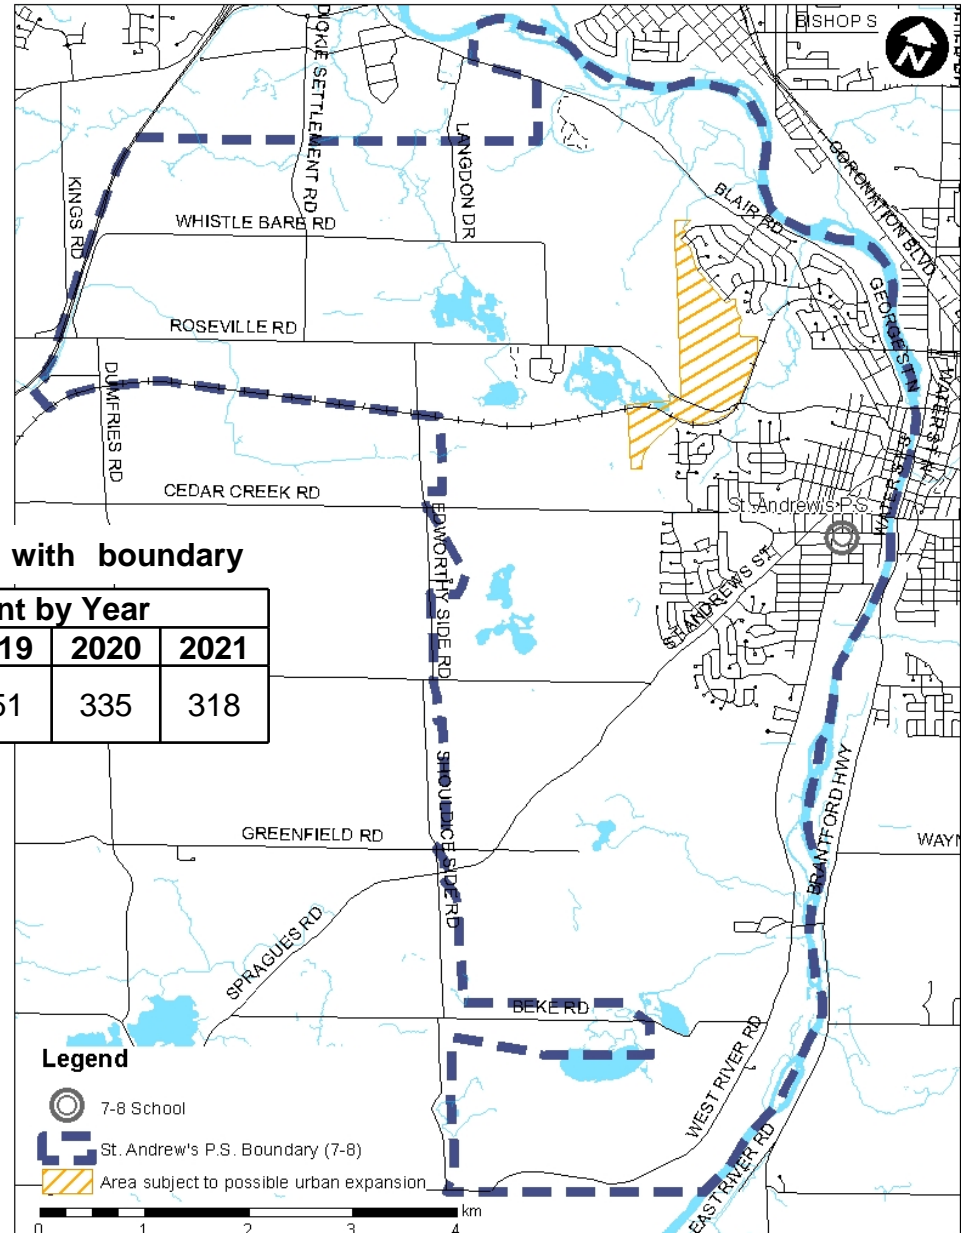 BISHOP S
N
DICKIE SETTLEMENT RD
LANGDON DR
KINGS RD
WHISTLE BARE RD
BLAIR RD
CORONATION BLVD
GEORGE ST N
ROSEVILLE RD
DUMFRIES RD
WATER ST N
WATER ST S
CEDAR CREEK RD
St. Andrew's P.S.
EDWORTHY SIDE RD
ST ANDREWS ST
with boundary
nt by Year
19 2020 2021
51 335 318
SHOULDICE SIDE RD
BRANTFORD HWY
GREENFIELD RD
WAYN
SPRAGUES RD
BEKE RD
WEST RIVER RD
EAST RIVER RD
Legend
7-8 School
St. Andrew's P.S. Boundary (7-8)
Area subject to possible urban expansion
km
0 1 2 3 4